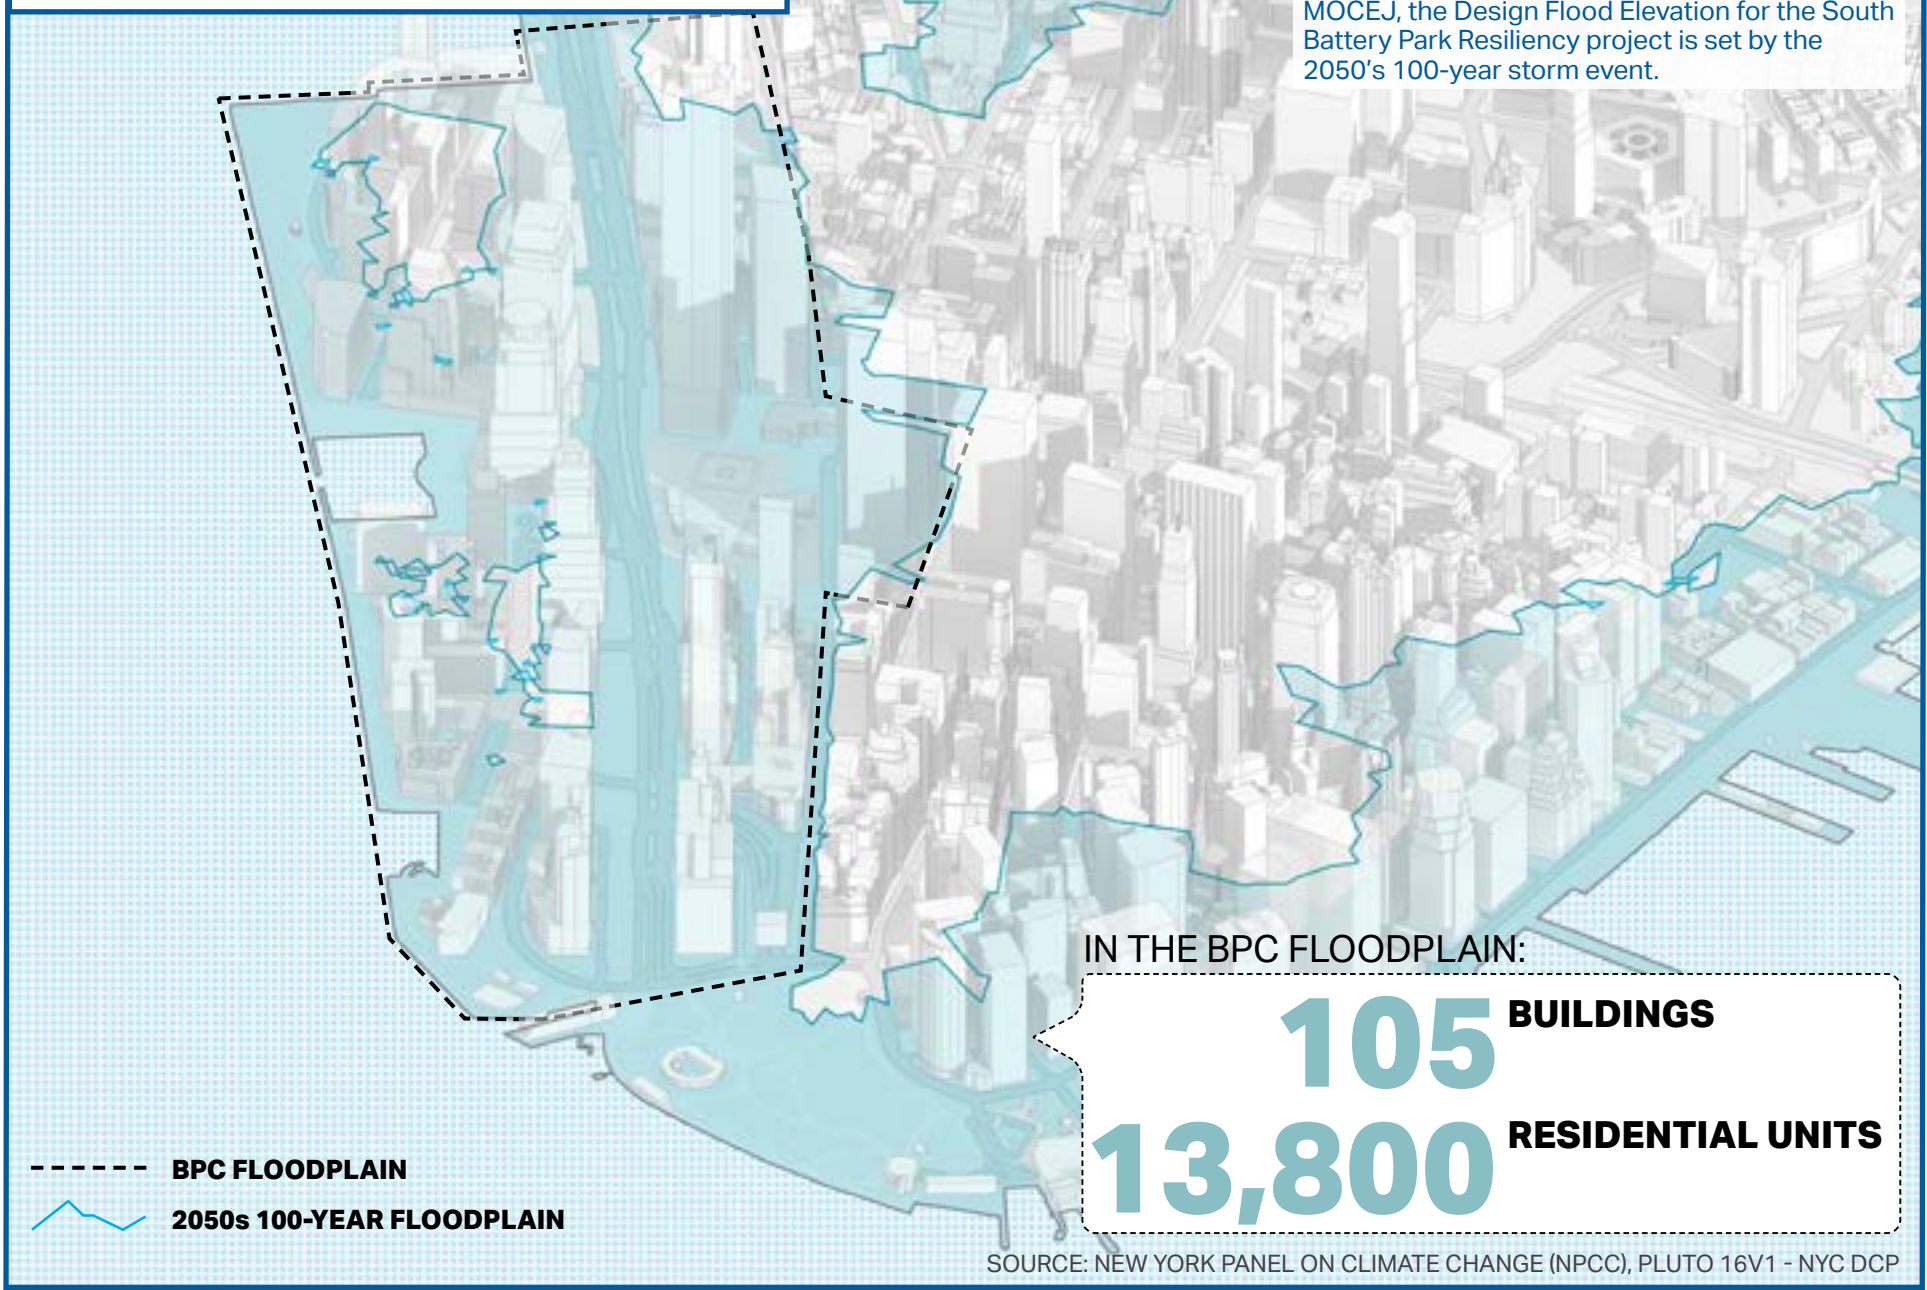 MOCEJ, the Design Flood Elevation for the South
Battery Park Resiliency project is set by the
2050's 100-year storm event.
IN THE BPC FLOODPLAIN:
105 BUILDINGS
13,800 RESIDENTIAL UNITS
BPC FLOODPLAIN
2050s 100-YEAR FLOODPLAIN
SOURCE: NEW YORK PANEL ON CLIMATE CHANGE (NPCC), PLUTO 16V1 - NYC DCP